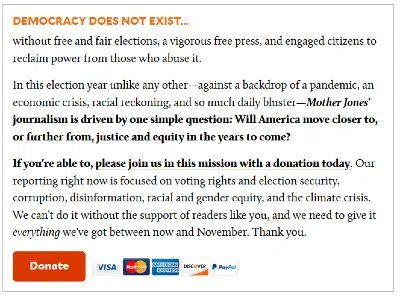 DEMOCRACY DOES NOT EXIST...
without free and fair elections, a vigorous free press, and engaged citizens to
reclaim power from those who abuse it.
In this election year unlike any other—against a backdrop of a pandemic, an
economic crisis, racial reckoning, and so much daily bluster—Mother Jones'
journalism is driven by one simple question: Will America move closer to,
or further from, justice and equity in the years to come?
If you're able to, please join us in this mission with a donation today. Our
reporting right now is focused on voting rights and election security,
corruption, disinformation, racial and gender equity, and the climate crisis.
We can't do it without the support of readers like you, and we need to give it
everything we've got between now and November. Thank you.
Donate VISA MasterCard AMERICAN EXPRESS DISCOVER PayPal